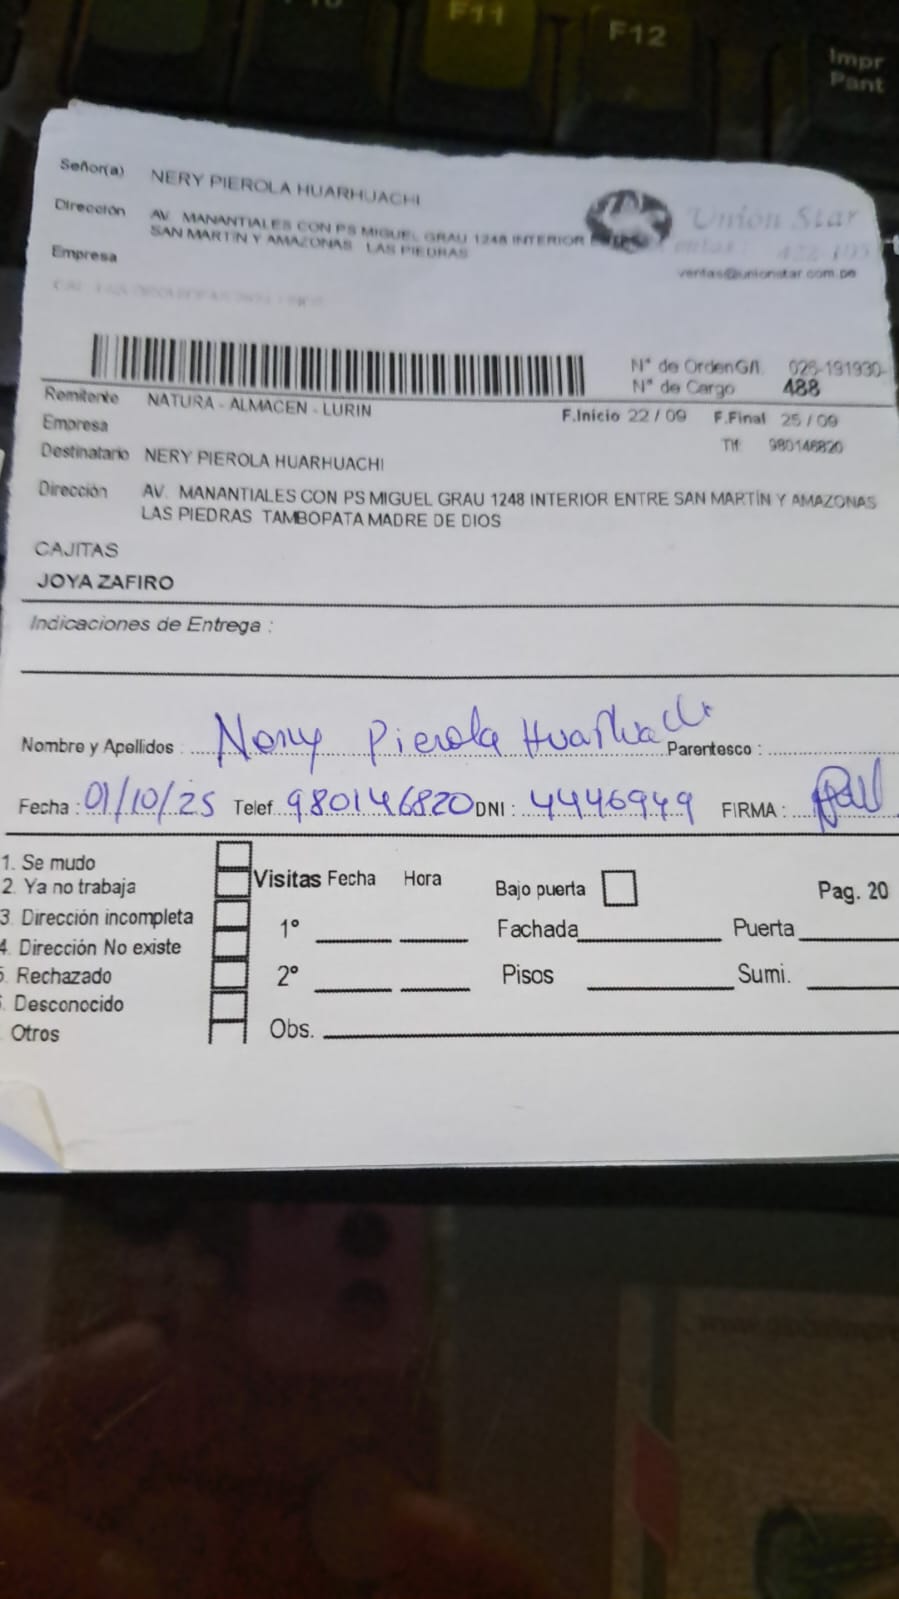 F11
F12
Impr
Pant
Señor(a) NERY PIEROLA HUARHUACHI
Dirección AV. MANANTIALES CON PS MIGUEL GRAU 1248 INTERIOR
SAN MARTÍN Y AMAZONAS LAS PIEDRAS
Empresa
Union Star
ventas@unionstar.com.pe
N° de Orden G/I. 026-191930-
N° de Cargo 488
Remitente NATURA - ALMACEN - LURIN F.Inicio 22 / 09 F.Final 25 / 09
Empresa Tlf: 980146820
Destinatario NERY PIEROLA HUARHUACHI
Dirección AV. MANANTIALES CON PS MIGUEL GRAU 1248 INTERIOR ENTRE SAN MARTÍN Y AMAZONAS
LAS PIEDRAS TAMBOPATA MADRE DE DIOS
CAJITAS
JOYA ZAFIRO
Indicaciones de Entrega :
Nombre y Apellidos : Nery Pierola Huarhuachi Parentesco :
Fecha : 01/10/25 Telef. 980146820 DNI : 4446949 FIRMA :
1. Se mudo
2. Ya no trabaja
3. Dirección incompleta
4. Dirección No existe
5. Rechazado
. Desconocido
Otros
Visitas Fecha Hora Bajo puerta Pag. 20
1° Fachada Puerta
2° Pisos Sumi.
Obs.